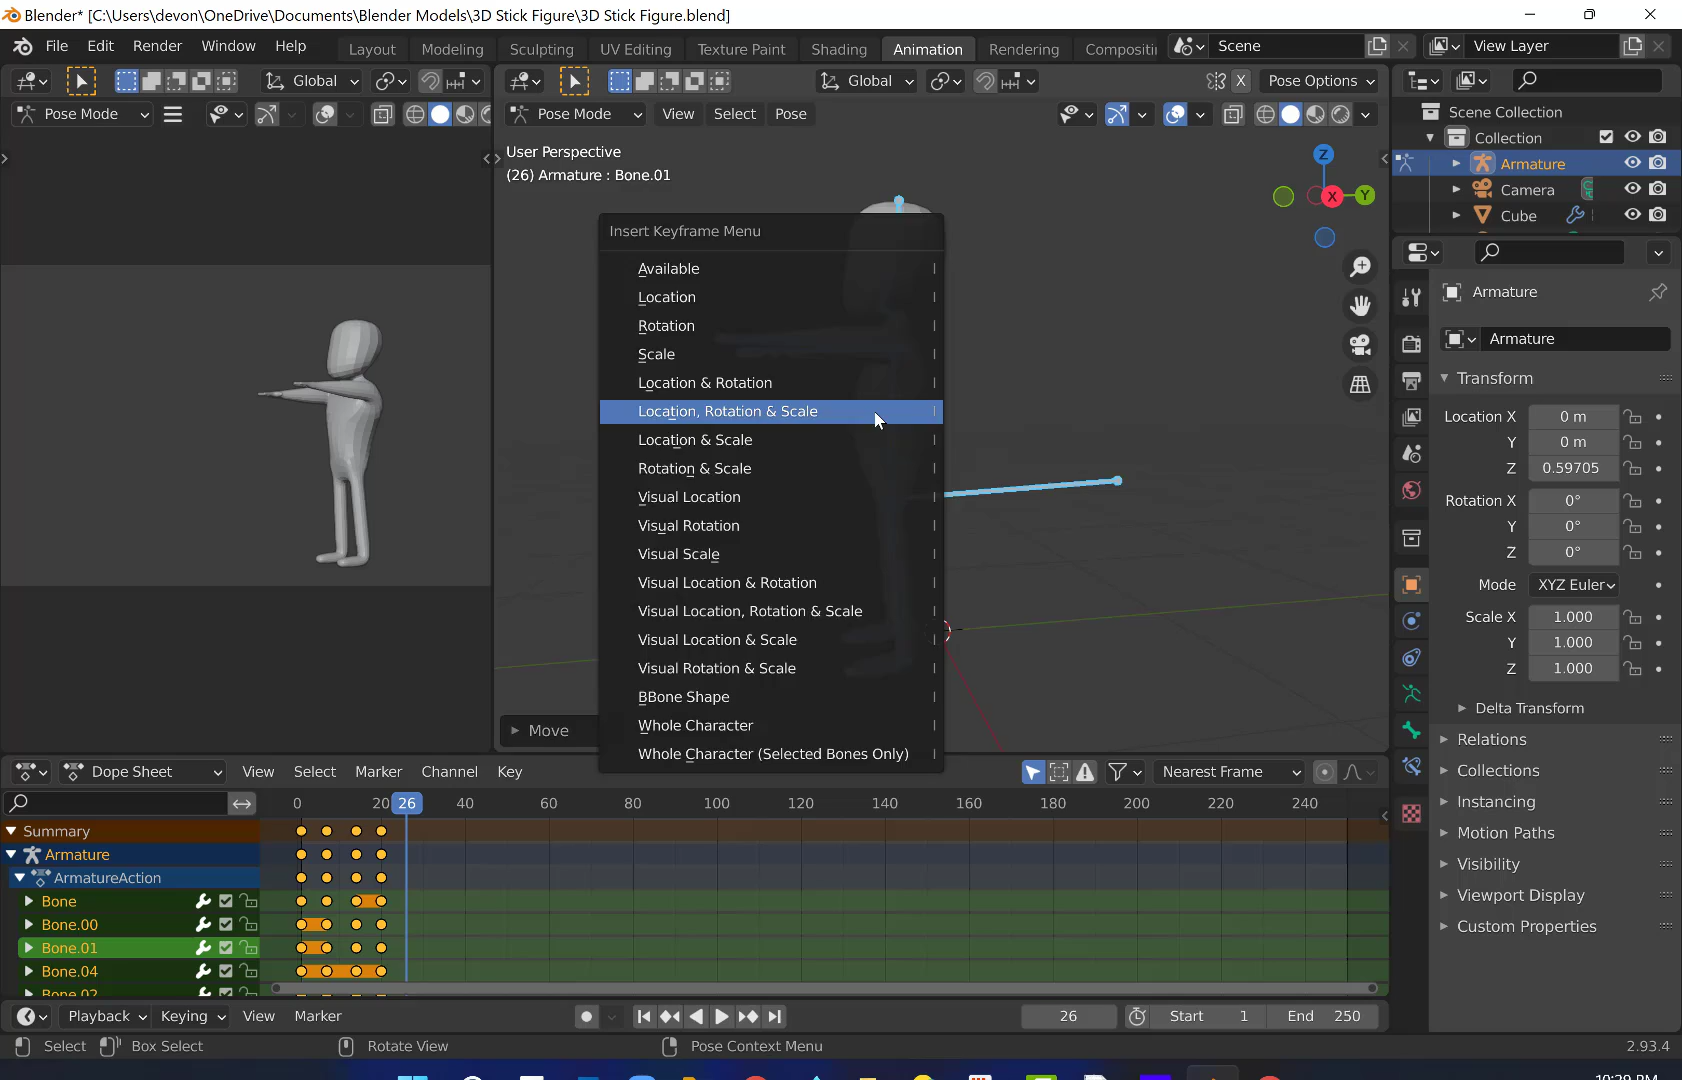 Blender* [C:\Users\devon\OneDrive\Documents\Blender Models\3D Stick Figure\3D Stick Figure.blend]
File Edit Render Window Help Layout Modeling Sculpting UV Editing Texture Paint Shading Animation Rendering Compositi Scene View Layer
Global Global X Pose Options
Pose Mode Pose Mode View Select Pose
Scene Collection
Collection
Armature
Camera
Cube
User Perspective
(26) Armature : Bone.01
Z
X
Y
Insert Keyframe Menu
Available I
Location I
Rotation I
Scale I
Location & Rotation I
Location, Rotation & Scale I
Location & Scale I
Rotation & Scale I
Visual Location I
Visual Rotation I
Visual Scale I
Visual Location & Rotation I
Visual Location, Rotation & Scale I
Visual Location & Scale I
Visual Rotation & Scale I
BBone Shape I
Whole Character I
Whole Character (Selected Bones Only) I
Move
Armature
Armature
Transform
Location X 0 m
Y 0 m
Z 0.59705
Rotation X 0°
Y 0°
Z 0°
Mode XYZ Euler
Scale X 1.000
Y 1.000
Z 1.000
Delta Transform
Relations
Collections
Instancing
Motion Paths
Visibility
Viewport Display
Custom Properties
Dope Sheet View Select Marker Channel Key Nearest Frame
0 20 26 40 60 80 100 120 140 160 180 200 220 240
Summary
Armature
ArmatureAction
Bone
Bone.00
Bone.01
Bone.04
Bone.02
Playback Keying View Marker 26 Start 1 End 250
Select Box Select Rotate View Pose Context Menu 2.93.4
10:29 PM